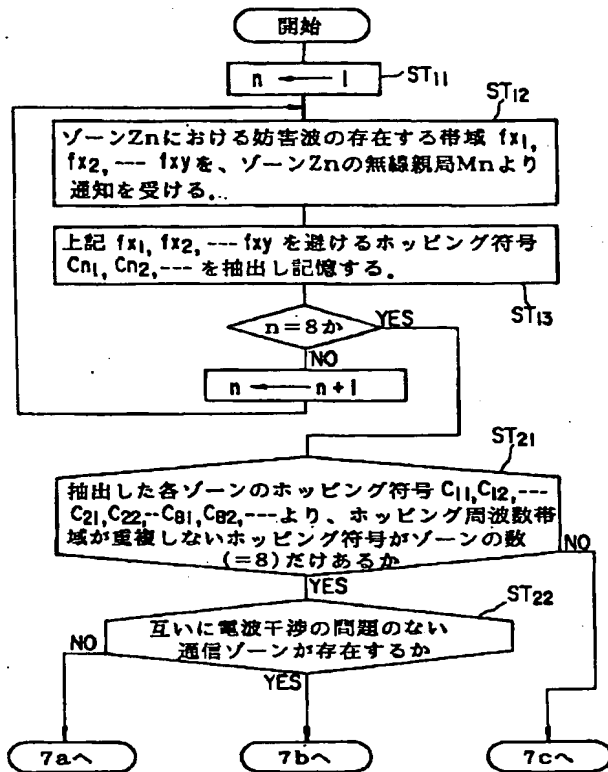 開始
n ← 1
ST11
ST12
ゾーンZnにおける妨害波の存在する帯域 fx1,
fx2, --- fxyを、ゾーンZnの無線親局Mnより
通知を受ける.
上記 fx1, fx2, --- fxy を避けるホッピング符号
Cn1, Cn2, --- を抽出し記憶する。
ST13
n=8か
YES
NO
n ← n+1
ST21
抽出した各ゾーンのホッピング符号 C11,C12,---
C21,C22,--C81,C82,---より、ホッピング周波数帯
域が重複しないホッピング符号がゾーンの数
(=8)だけあるか
NO
YES
ST22
互いに電波干渉の問題のない
通信ゾーンが存在するか
NO
YES
7aへ
7bへ
7cへ